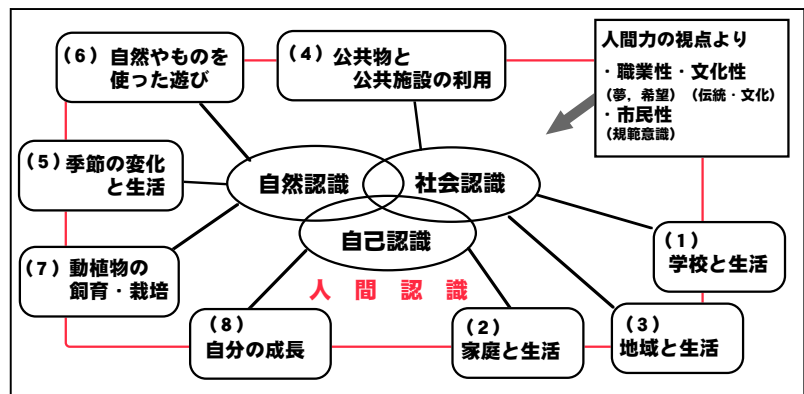 (6)自然やものを
使った遊び
(4)公共物と
公共施設の利用
人間力の視点より
・職業性・文化性
(夢,希望)(伝統・文化)
・市民性
(規範意識)
(5)季節の変化
と生活
自然認識
社会認識
自己認識
(7)動植物の
飼育・栽培
人間認識
(1)
学校と生活
(8)
自分の成長
(2)
家庭と生活
(3)
地域と生活